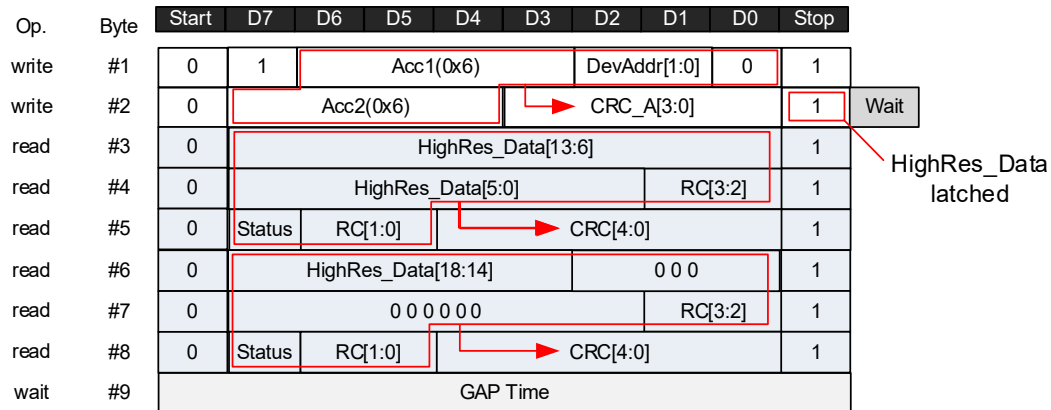 Op. Byte Start D7 D6 D5 D4 D3 D2 D1 D0 Stop
write #1 0 1 Acc1(0x6) DevAddr[1:0] 0 1
write #2 0 Acc2(0x6) CRC_A[3:0] 1 Wait
read #3 0 HighRes_Data[13:6] 1
HighRes_Data
latched
read #4 0 HighRes_Data[5:0] RC[3:2] 1
read #5 0 Status RC[1:0] CRC[4:0] 1
read #6 0 HighRes_Data[18:14] 0 0 0 1
read #7 0 0 0 0 0 0 0 RC[3:2] 1
read #8 0 Status RC[1:0] CRC[4:0] 1
wait #9 GAP Time